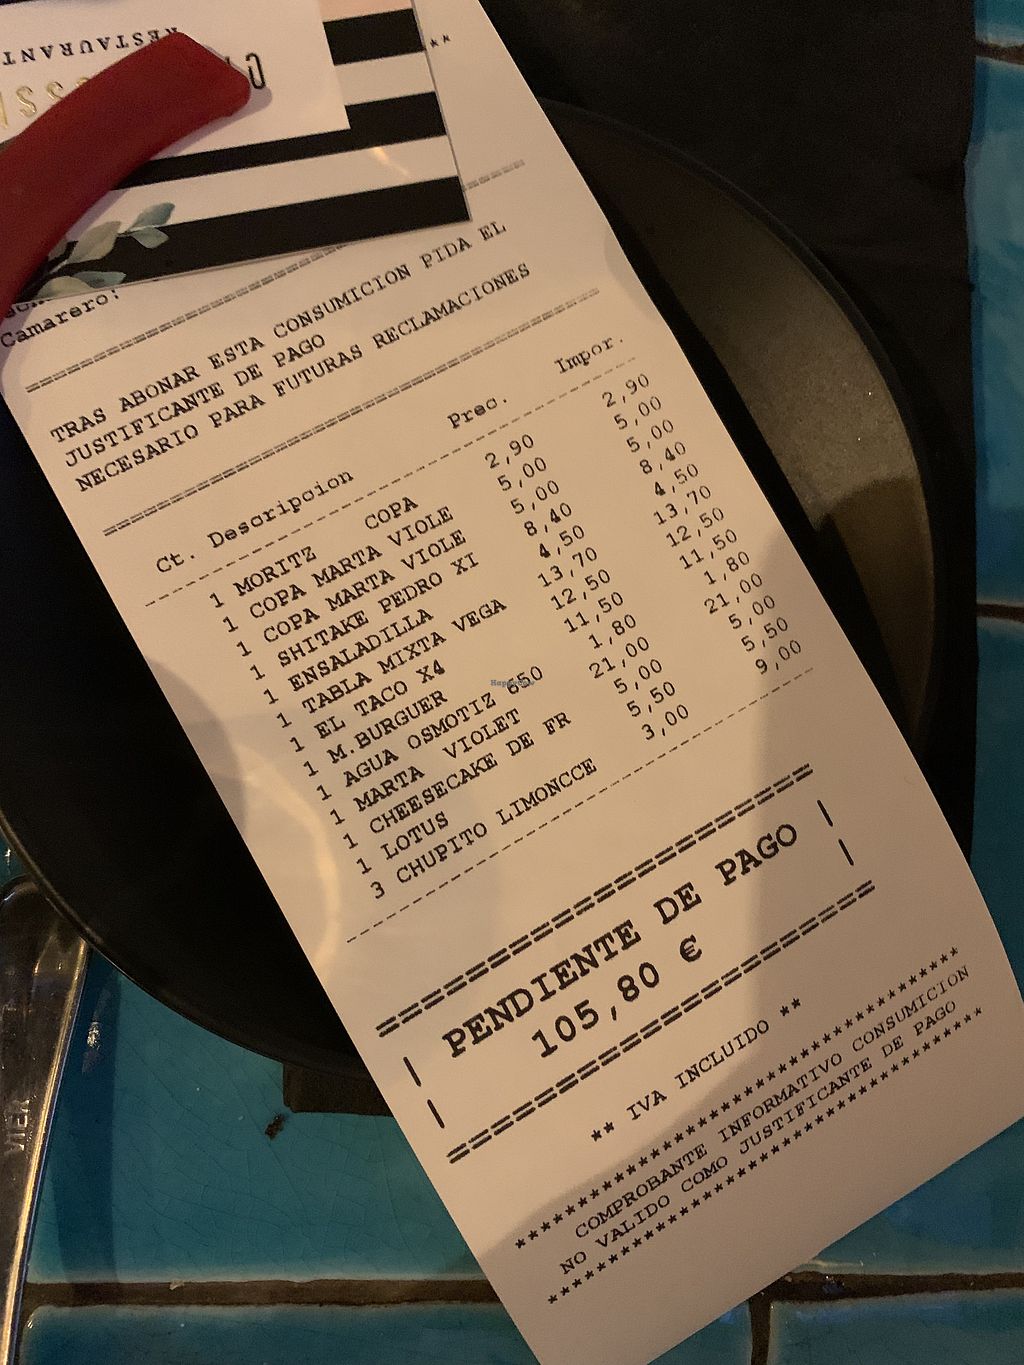 RESTAURANT
**
Camarero:
TRAS ABONAR ESTA CONSUMICION PIDA EL
JUSTIFICANTE DE PAGO
NECESARIO PARA FUTURAS RECLAMACIONES
Ct. Descripcion Prec. Impor.
1 MORITZ COPA 2,90 2,90
1 COPA MARTA VIOLE 5,00 5,00
1 COPA MARTA VIOLE 5,00 5,00
1 SHITAKE PEDRO XI 8,40 8,40
1 ENSALADILLA 4,50 4,50
1 TABLA MIXTA VEGA 13,70 13,70
1 EL TACO X4 12,50 12,50
1 M.BURGUER 11,50 11,50
1 AGUA OSMOTIZ 650 1,80 1,80
1 MARTA VIOLET 21,00 21,00
1 CHEESECAKE DE FR 5,00 5,00
1 LOTUS 5,50 5,50
3 CHUPITO LIMONCCE 3,00 9,00
PENDIENTE DE PAGO
105,80 €
** IVA INCLUIDO **
COMPROBANTE INFORMATIVO CONSUMICION
NO VALIDO COMO JUSTIFICANTE DE PAGO
VIER
HappyCow